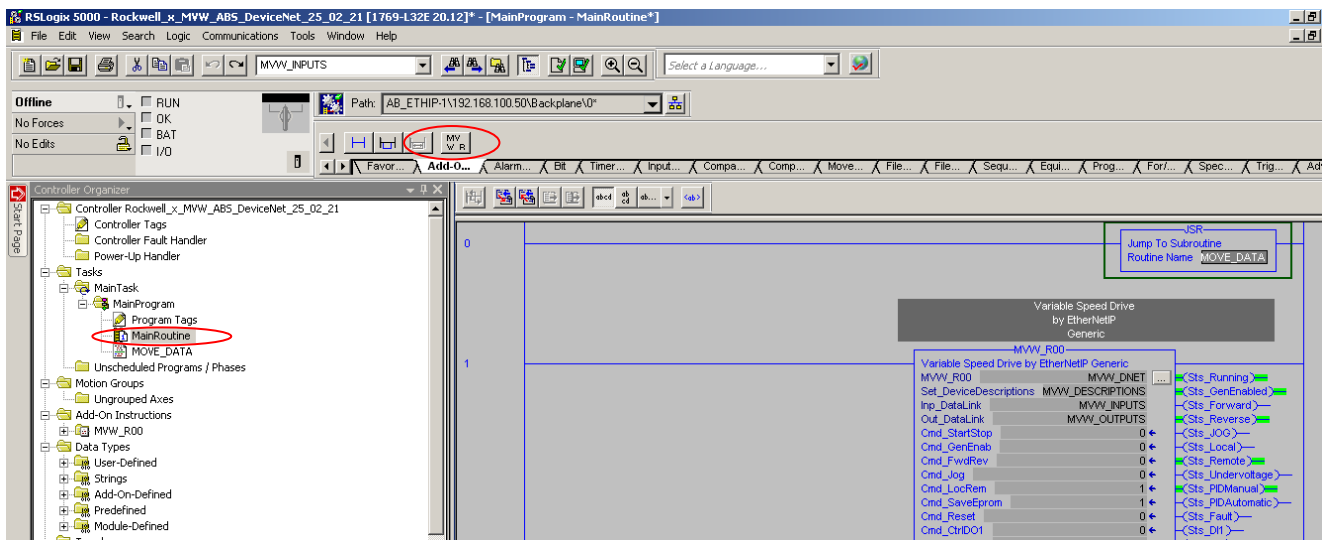 RSLogix 5000 - Rockwell_x_MVW_ABS_DeviceNet_25_02_21 [1769-L32E 20.12]* - [MainProgram - MainRoutine*]
File Edit View Search Logic Communications Tools Window Help
MVW_INPUTS
Select a Language...
Offline
RUN
No Forces
OK
No Edits
BAT
I/O
Path: AB_ETHIP-1\192.168.100.50\Backplane\0*
MV
W R
Favor... Add-O... Alarm... Bit Timer... Input... Compa... Comp... Move... File... File... Sequ... Equi... Prog... For/... Spec... Trig... Adv
Start Page
Controller Organizer
Controller Rockwell_x_MVW_ABS_DeviceNet_25_02_21
Controller Tags
Controller Fault Handler
Power-Up Handler
Tasks
MainTask
MainProgram
Program Tags
MainRoutine
MOVE_DATA
Unscheduled Programs / Phases
Motion Groups
Ungrouped Axes
Add-On Instructions
MVW_R00
Data Types
User-Defined
Strings
Add-On-Defined
Predefined
Module-Defined
abcd ab cd ab... <ab>
0
JSR
Jump To Subroutine
Routine Name MOVE_DATA
Variable Speed Drive
by EtherNetIP
Generic
1
MVW_R00
Variable Speed Drive by EtherNetIP Generic
MVW_R00 MVW_DNET ... (Sts_Running)
Set_DeviceDescriptions MVW_DESCRIPTIONS (Sts_GenEnabled)
Inp_DataLink MVW_INPUTS (Sts_Forward)
Out_DataLink MVW_OUTPUTS (Sts_Reverse)
Cmd_StartStop 0 (Sts_JOG)
Cmd_GenEnab 0 (Sts_Local)
Cmd_FwdRev 0 (Sts_Remote)
Cmd_Jog 0 (Sts_Undervoltage)
Cmd_LocRem 1 (Sts_PIDManual)
Cmd_SaveEprom 1 (Sts_PIDAutomatic)
Cmd_Reset 0 (Sts_Fault)
Cmd_CtrlDO1 0 (Sts_DI1)